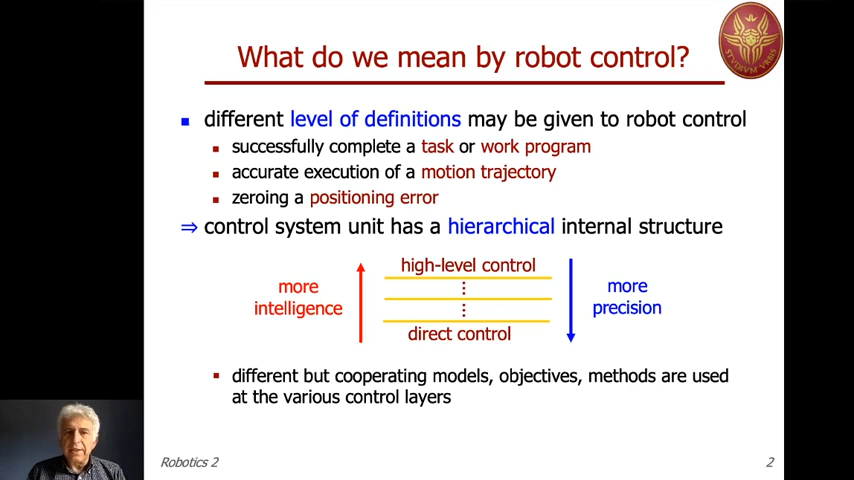 What do we mean by robot control?
STVDIVM VRBIS
different level of definitions may be given to robot control
successfully complete a task or work program
accurate execution of a motion trajectory
zeroing a positioning error
⇒ control system unit has a hierarchical internal structure
more
intelligence
high-level control
⋮
⋮
direct control
more
precision
different but cooperating models, objectives, methods are used
at the various control layers
Robotics 2
2